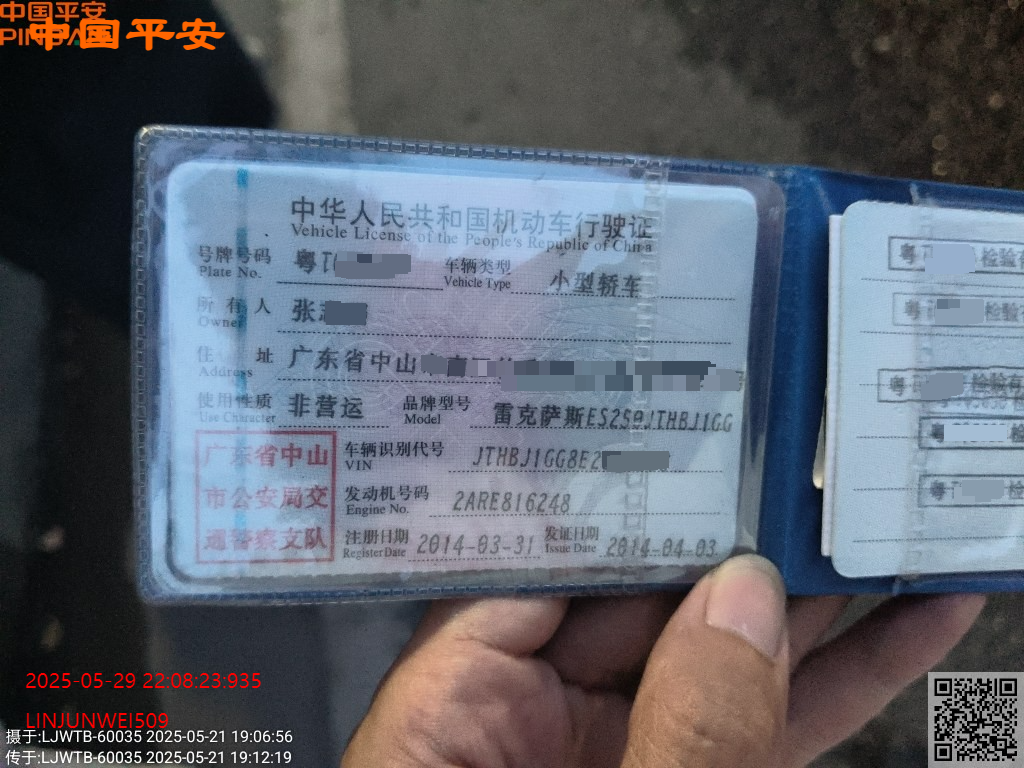 中国平安
PIN
中国平安
中华人民共和国机动车行驶证
Vehicle License of the People's Republic of China
号牌号码 粤T 车辆类型 小型轿车
Plate No. Vehicle Type
所有人 张
Owner
住址 广东省中山
Address
使用性质 非营运 品牌型号 雷克萨斯ES250JTHBJ1GG
Use Character Model
广东省中山
市公安局交
通警察支队
车辆识别代号 JTHBJ1GG8E2
VIN
发动机号码 2ARE816248
Engine No.
注册日期 2014-03-31 发证日期 2014-04-03
Register Date Issue Date
粤 检验有
粤 检验
粤 检验有
粤 检
粤 检
2025-05-29 22:08:23:935
LINJUNWEI509
摄于:LJWTB-60035 2025-05-21 19:06:56
传于:LJWTB-60035 2025-05-21 19:12:19